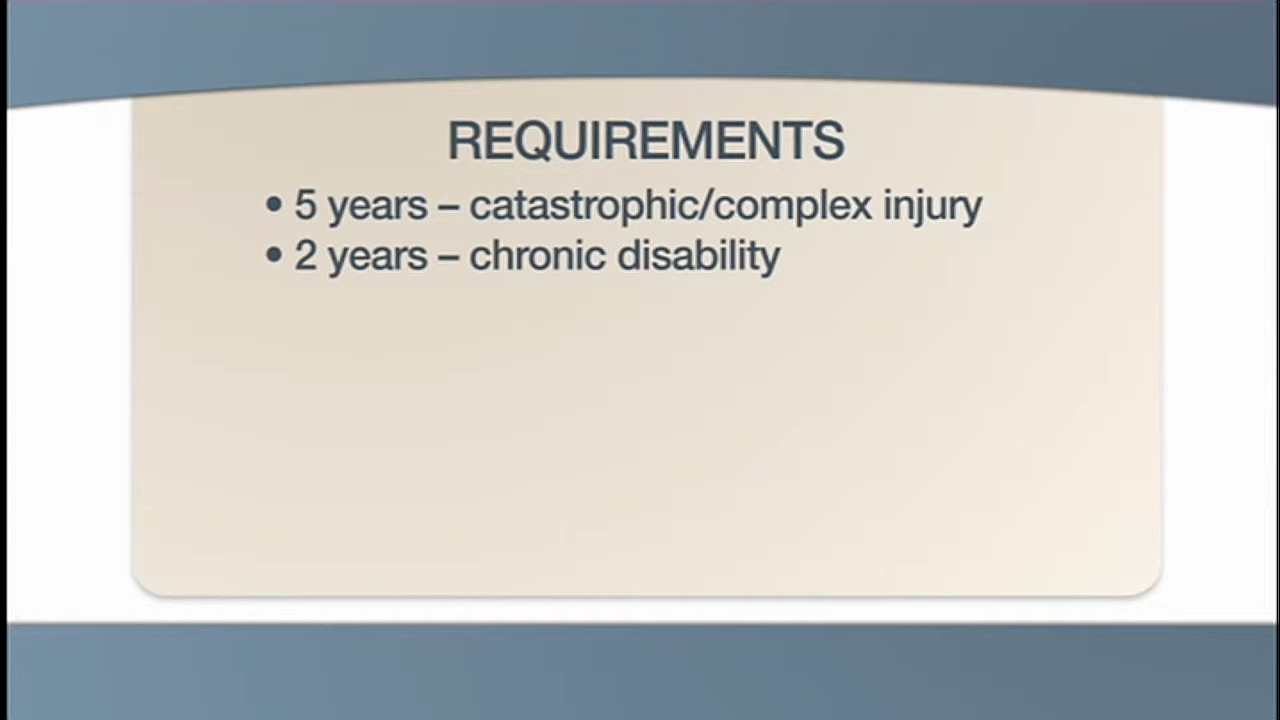 REQUIREMENTS
• 5 years – catastrophic/complex injury
• 2 years – chronic disability